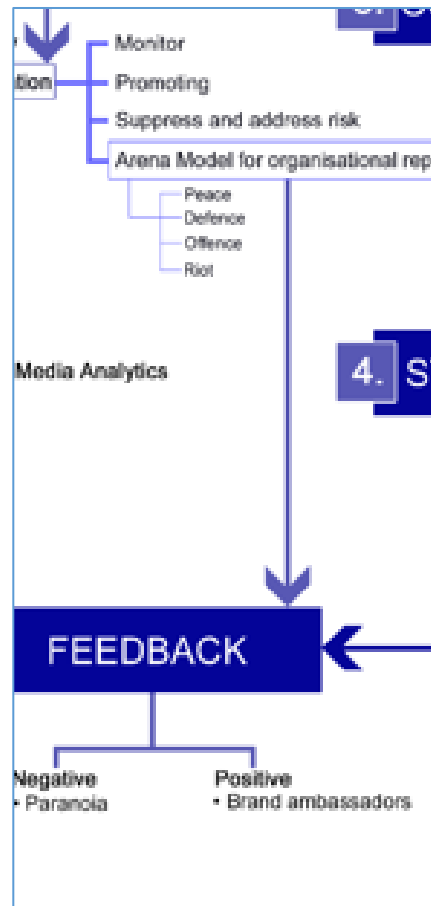 Monitor
tion
Promoting
Suppress and address risk
Arena Model for organisational rep
Peace
Defence
Offence
Riot
Media Analytics
4. S
FEEDBACK
Negative
• Paranoia
Positive
• Brand ambassadors